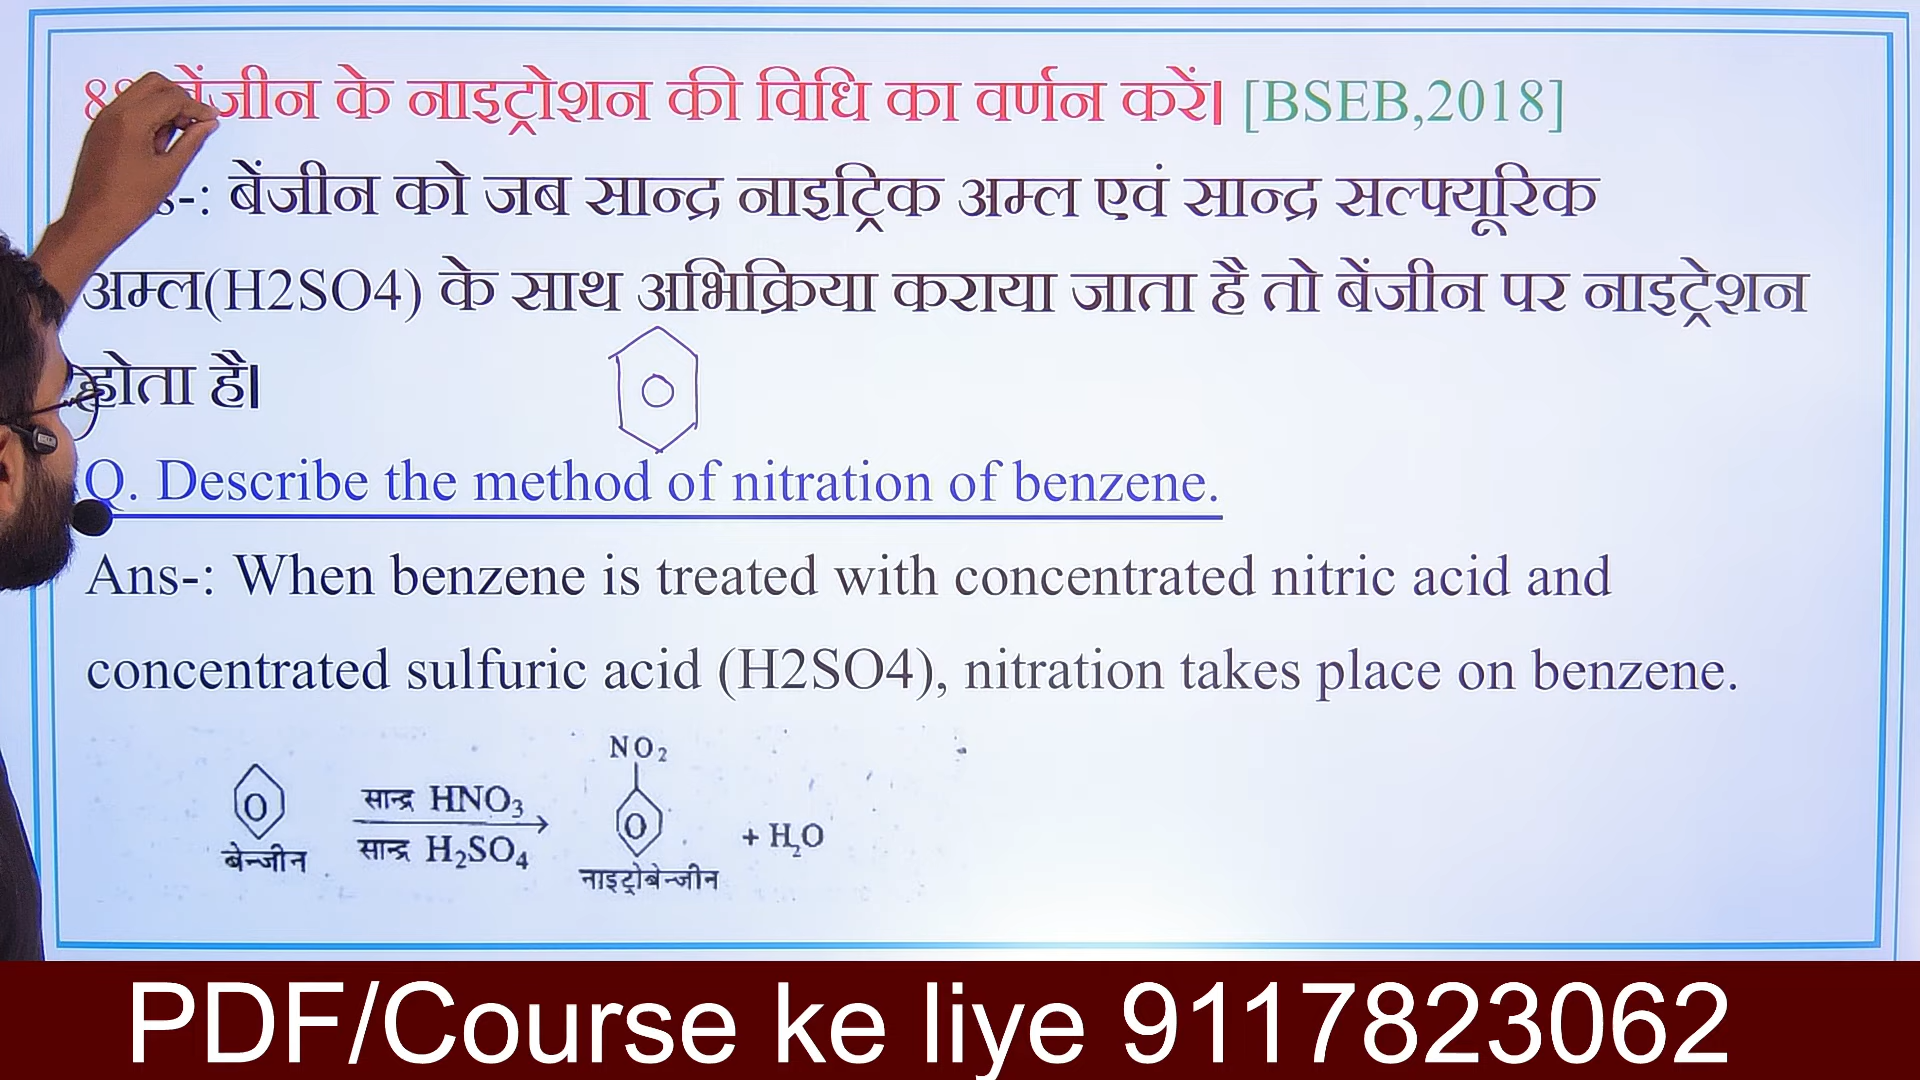 बेंजीन के नाइट्रोशन की विधि का वर्णन करें। [BSEB,2018]
बेंजीन को जब सान्द्र नाइट्रिक अम्ल एवं सान्द्र सल्फ्यूरिक
अम्ल(H2SO4) के साथ अभिक्रिया कराया जाता है तो बेंजीन पर नाइट्रेशन
होता है।
Q. Describe the method of nitration of benzene.
Ans-: When benzene is treated with concentrated nitric acid and
concentrated sulfuric acid (H2SO4), nitration takes place on benzene.
NO₂
सान्द्र HNO₃
सान्द्र H₂SO₄
+ H₂O
बेन्जीन
नाइट्रोबेन्जीन
PDF/Course ke liye 9117823062